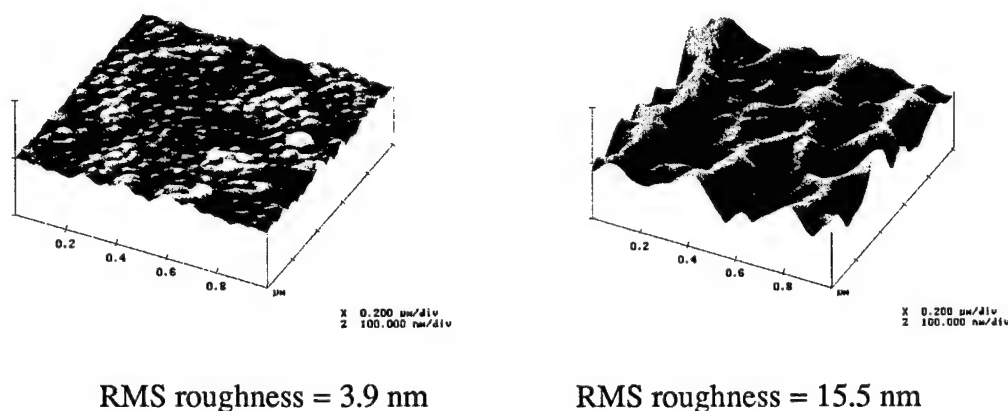 0.2
0.4
0.6
0.8
µm
X 0.200 µm/div
Z 100.000 nm/div
0.2
0.4
0.6
0.8
µm
X 0.200 µm/div
Z 100.000 nm/div
RMS roughness = 3.9 nm
RMS roughness = 15.5 nm